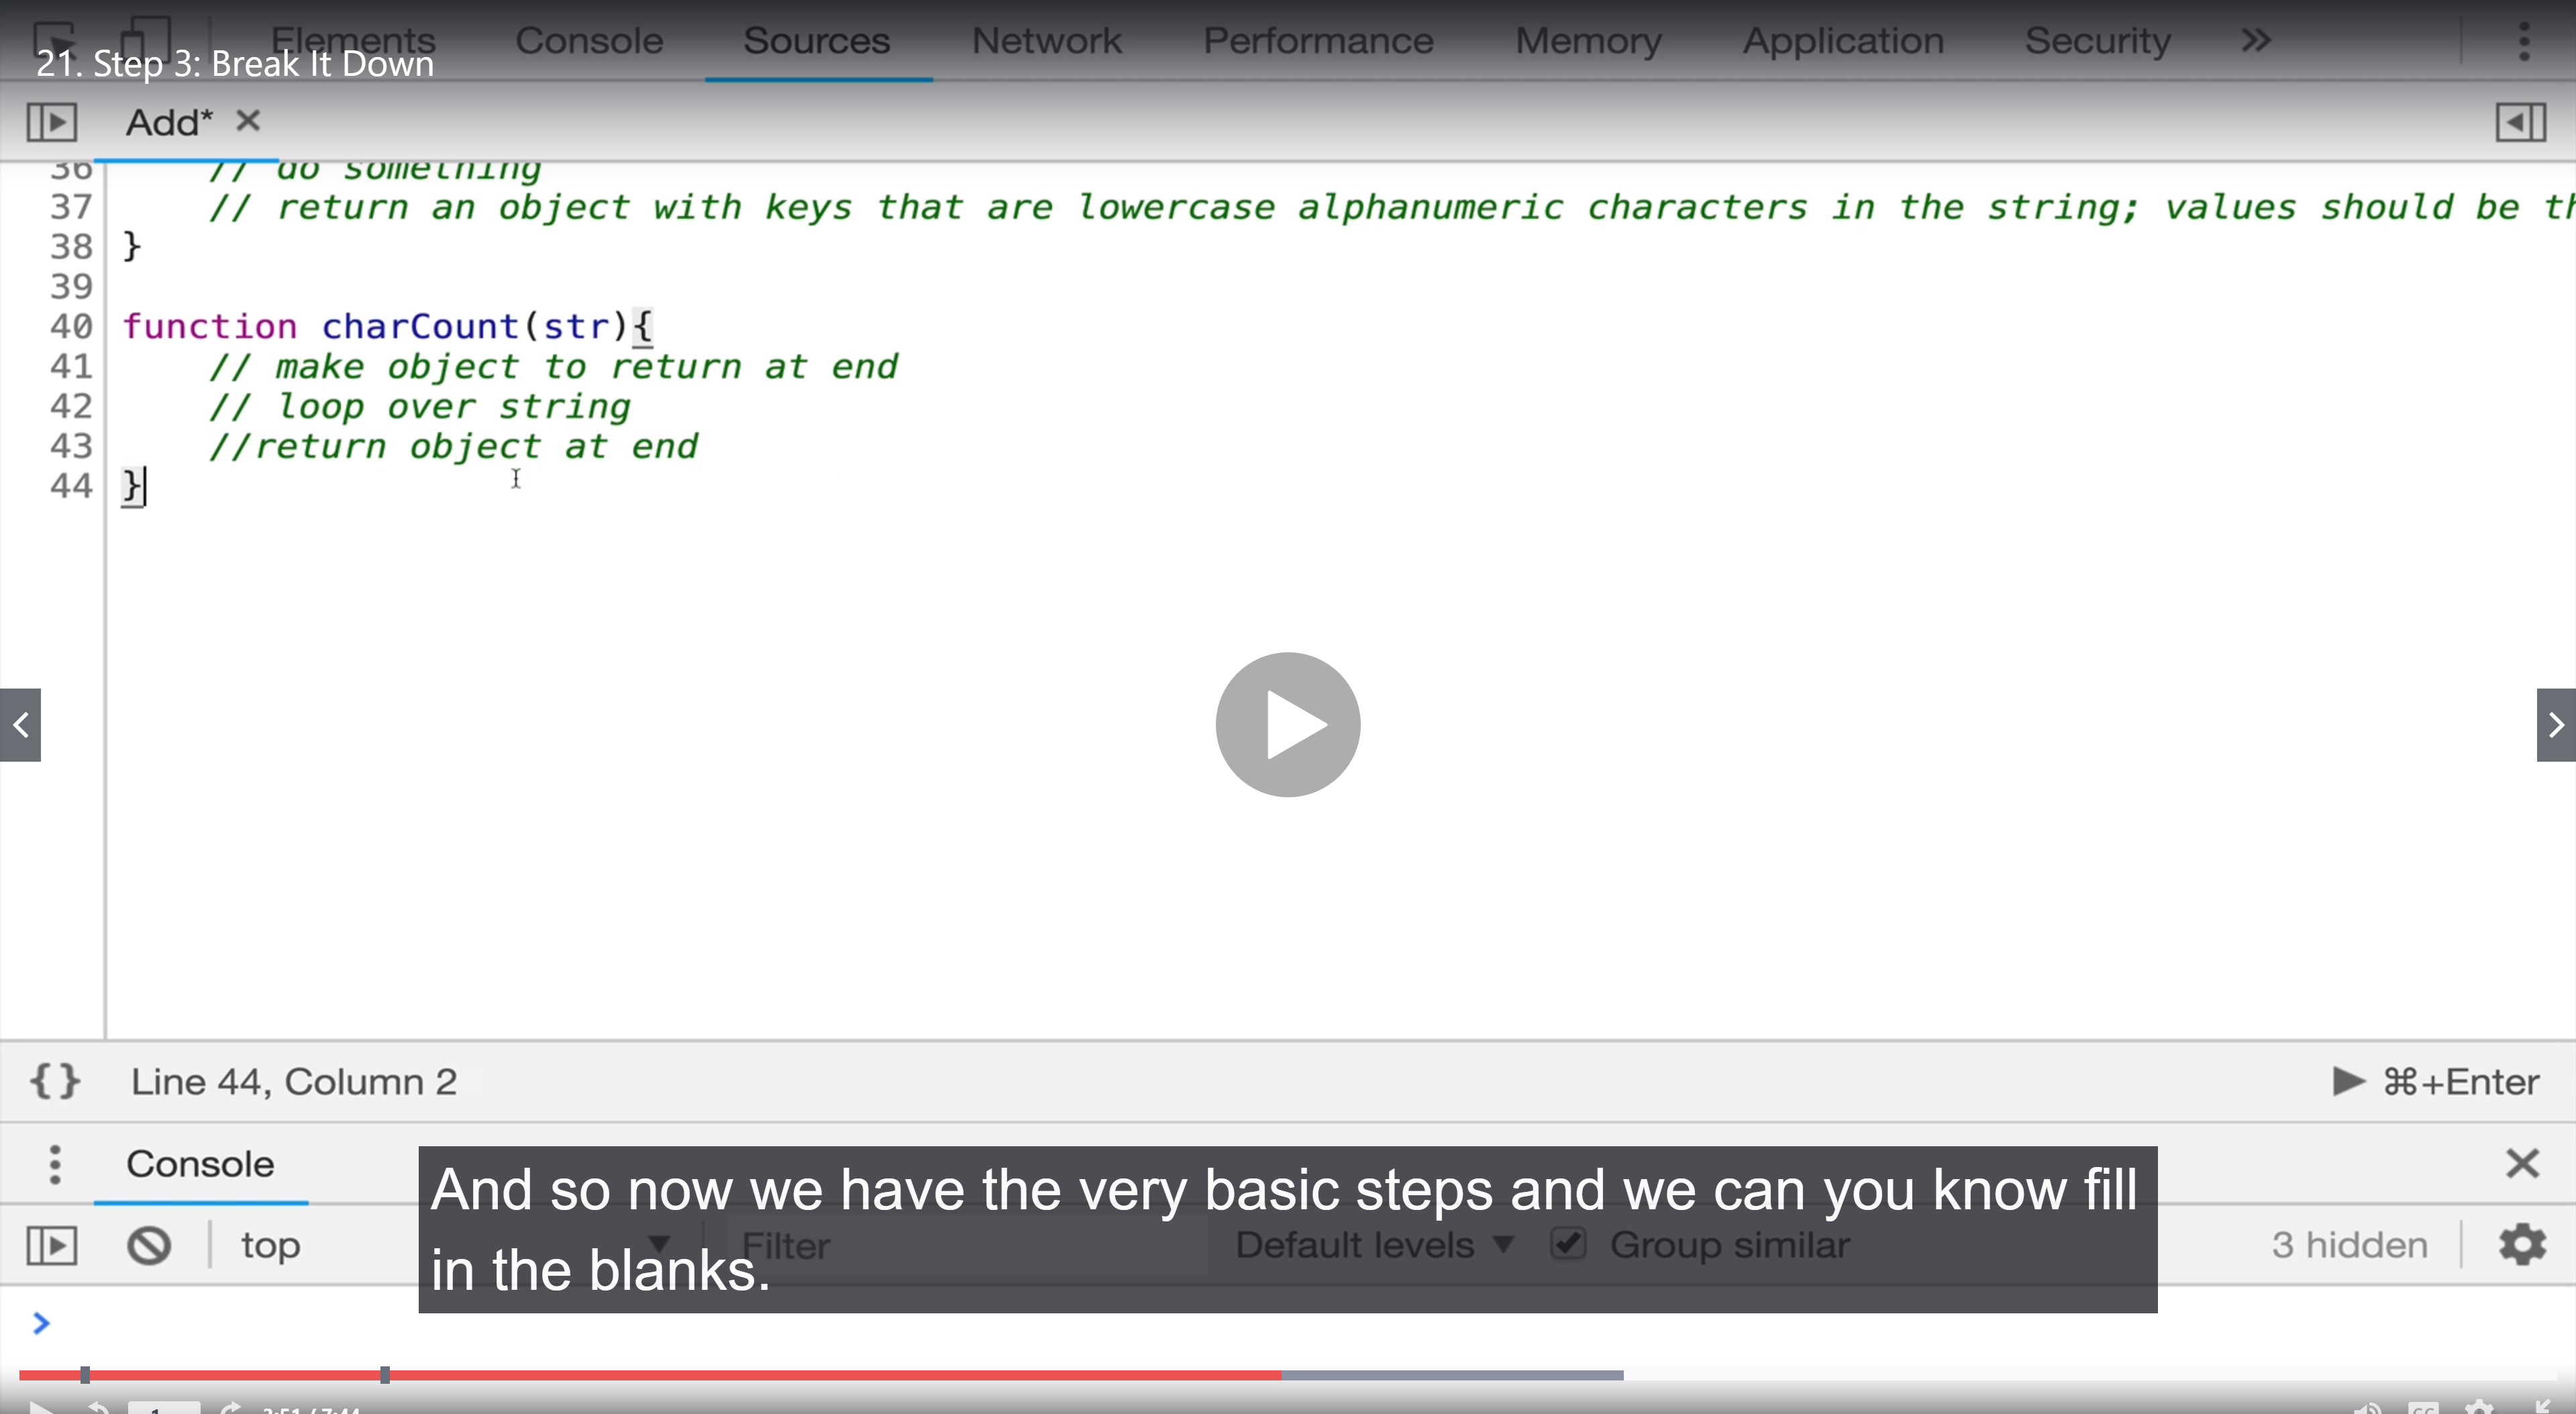 Elements Console Sources Network Performance Memory Application Security »
21. Step 3: Break It Down
Add* ×
36 // do something
37 // return an object with keys that are lowercase alphanumeric characters in the string; values should be th
38 }
39
40 function charCount(str){
41 // make object to return at end
42 // loop over string
43 //return object at end
44 }
{} Line 44, Column 2 ⌘+Enter
Console
And so now we have the very basic steps and we can you know fill
in the blanks.
top Filter Default levels Group similar 3 hidden
>
3:51 / 7:44